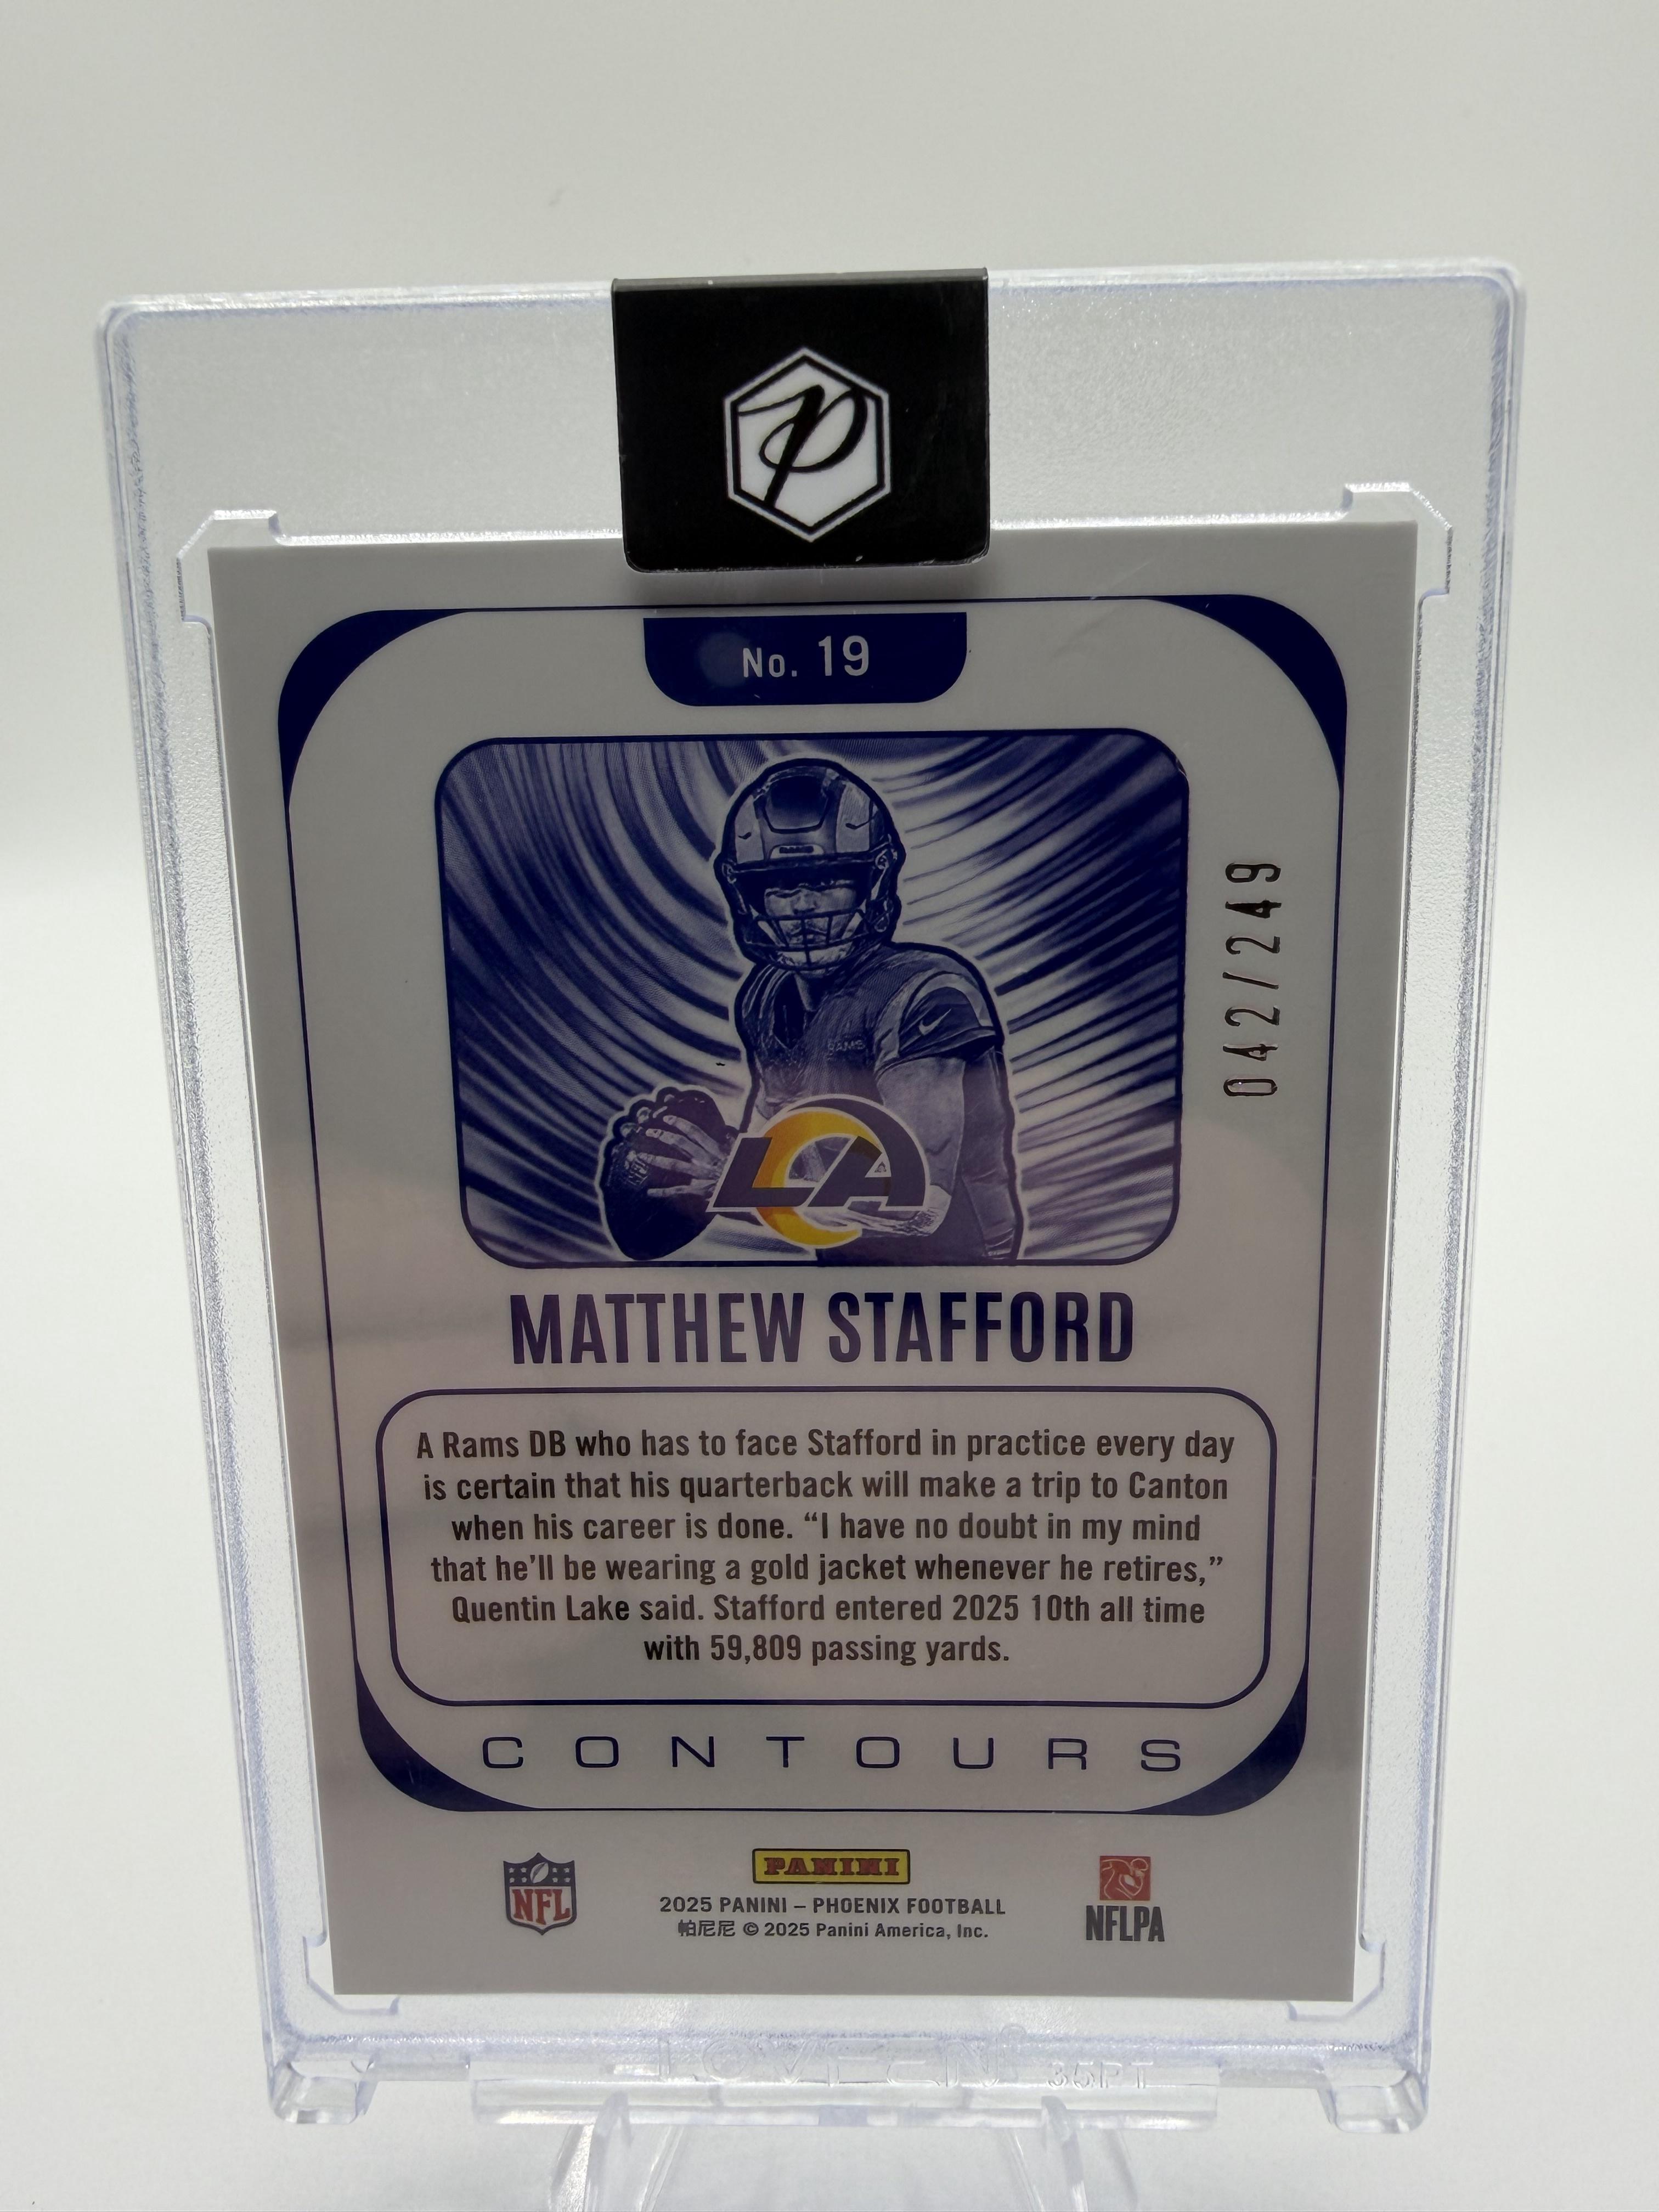 P
No. 19
RAMS
RAMS
042/249
LA
MATTHEW STAFFORD
A Rams DB who has to face Stafford in practice every day
is certain that his quarterback will make a trip to Canton
when his career is done. “I have no doubt in my mind
that he’ll be wearing a gold jacket whenever he retires,”
Quentin Lake said. Stafford entered 2025 10th all time
with 59,809 passing yards.
CONTOURS
NFL
PANINI
2025 PANINI – PHOENIX FOOTBALL
帕尼尼 © 2025 Panini America, Inc.
NFLPA
35PT